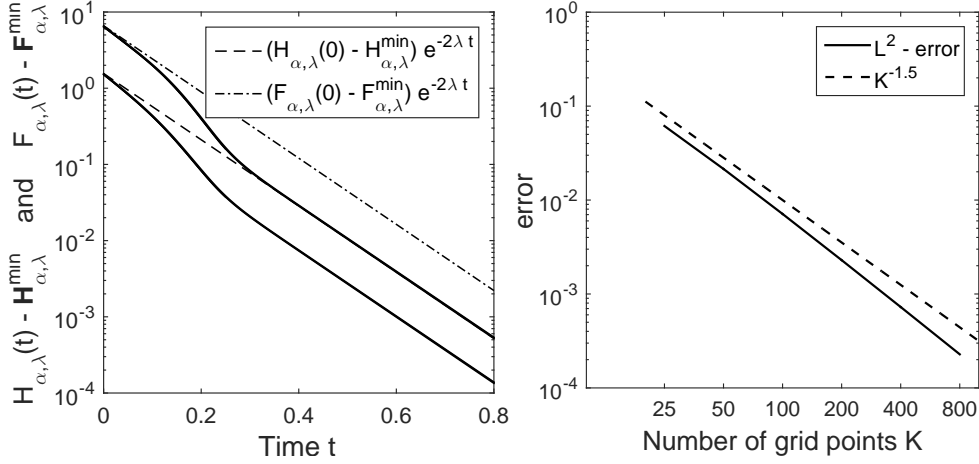 H_{α,λ}(t) - H^{min}_{α,λ} and F_{α,λ}(t) - F^{min}_{α,λ}
10^1
10^0
10^{-1}
10^{-2}
10^{-3}
10^{-4}
(H_{α,λ}(0) - H^{min}_{α,λ}) e^{-2λ t}
(F_{α,λ}(0) - F^{min}_{α,λ}) e^{-2λ t}
0 0.2 0.4 0.6 0.8
Time t
error
10^0
10^{-1}
10^{-2}
10^{-3}
10^{-4}
L^2 - error
K^{-1.5}
25 50 100 200 400 800
Number of grid points K